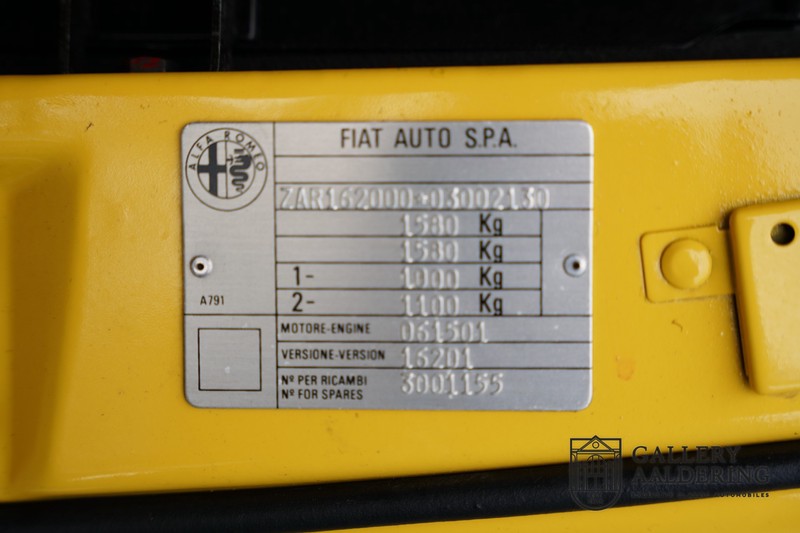 ALFA ROMEO
FIAT AUTO S.P.A.
ZAR162000*03002130
1580 Kg
1580 Kg
1- 1000 Kg
2- 1100 Kg
A791
MOTORE-ENGINE 061501
VERSIONE-VERSION 16201
Nº PER RICAMBI 3001155
Nº FOR SPARES
GALLERY
AALDERING